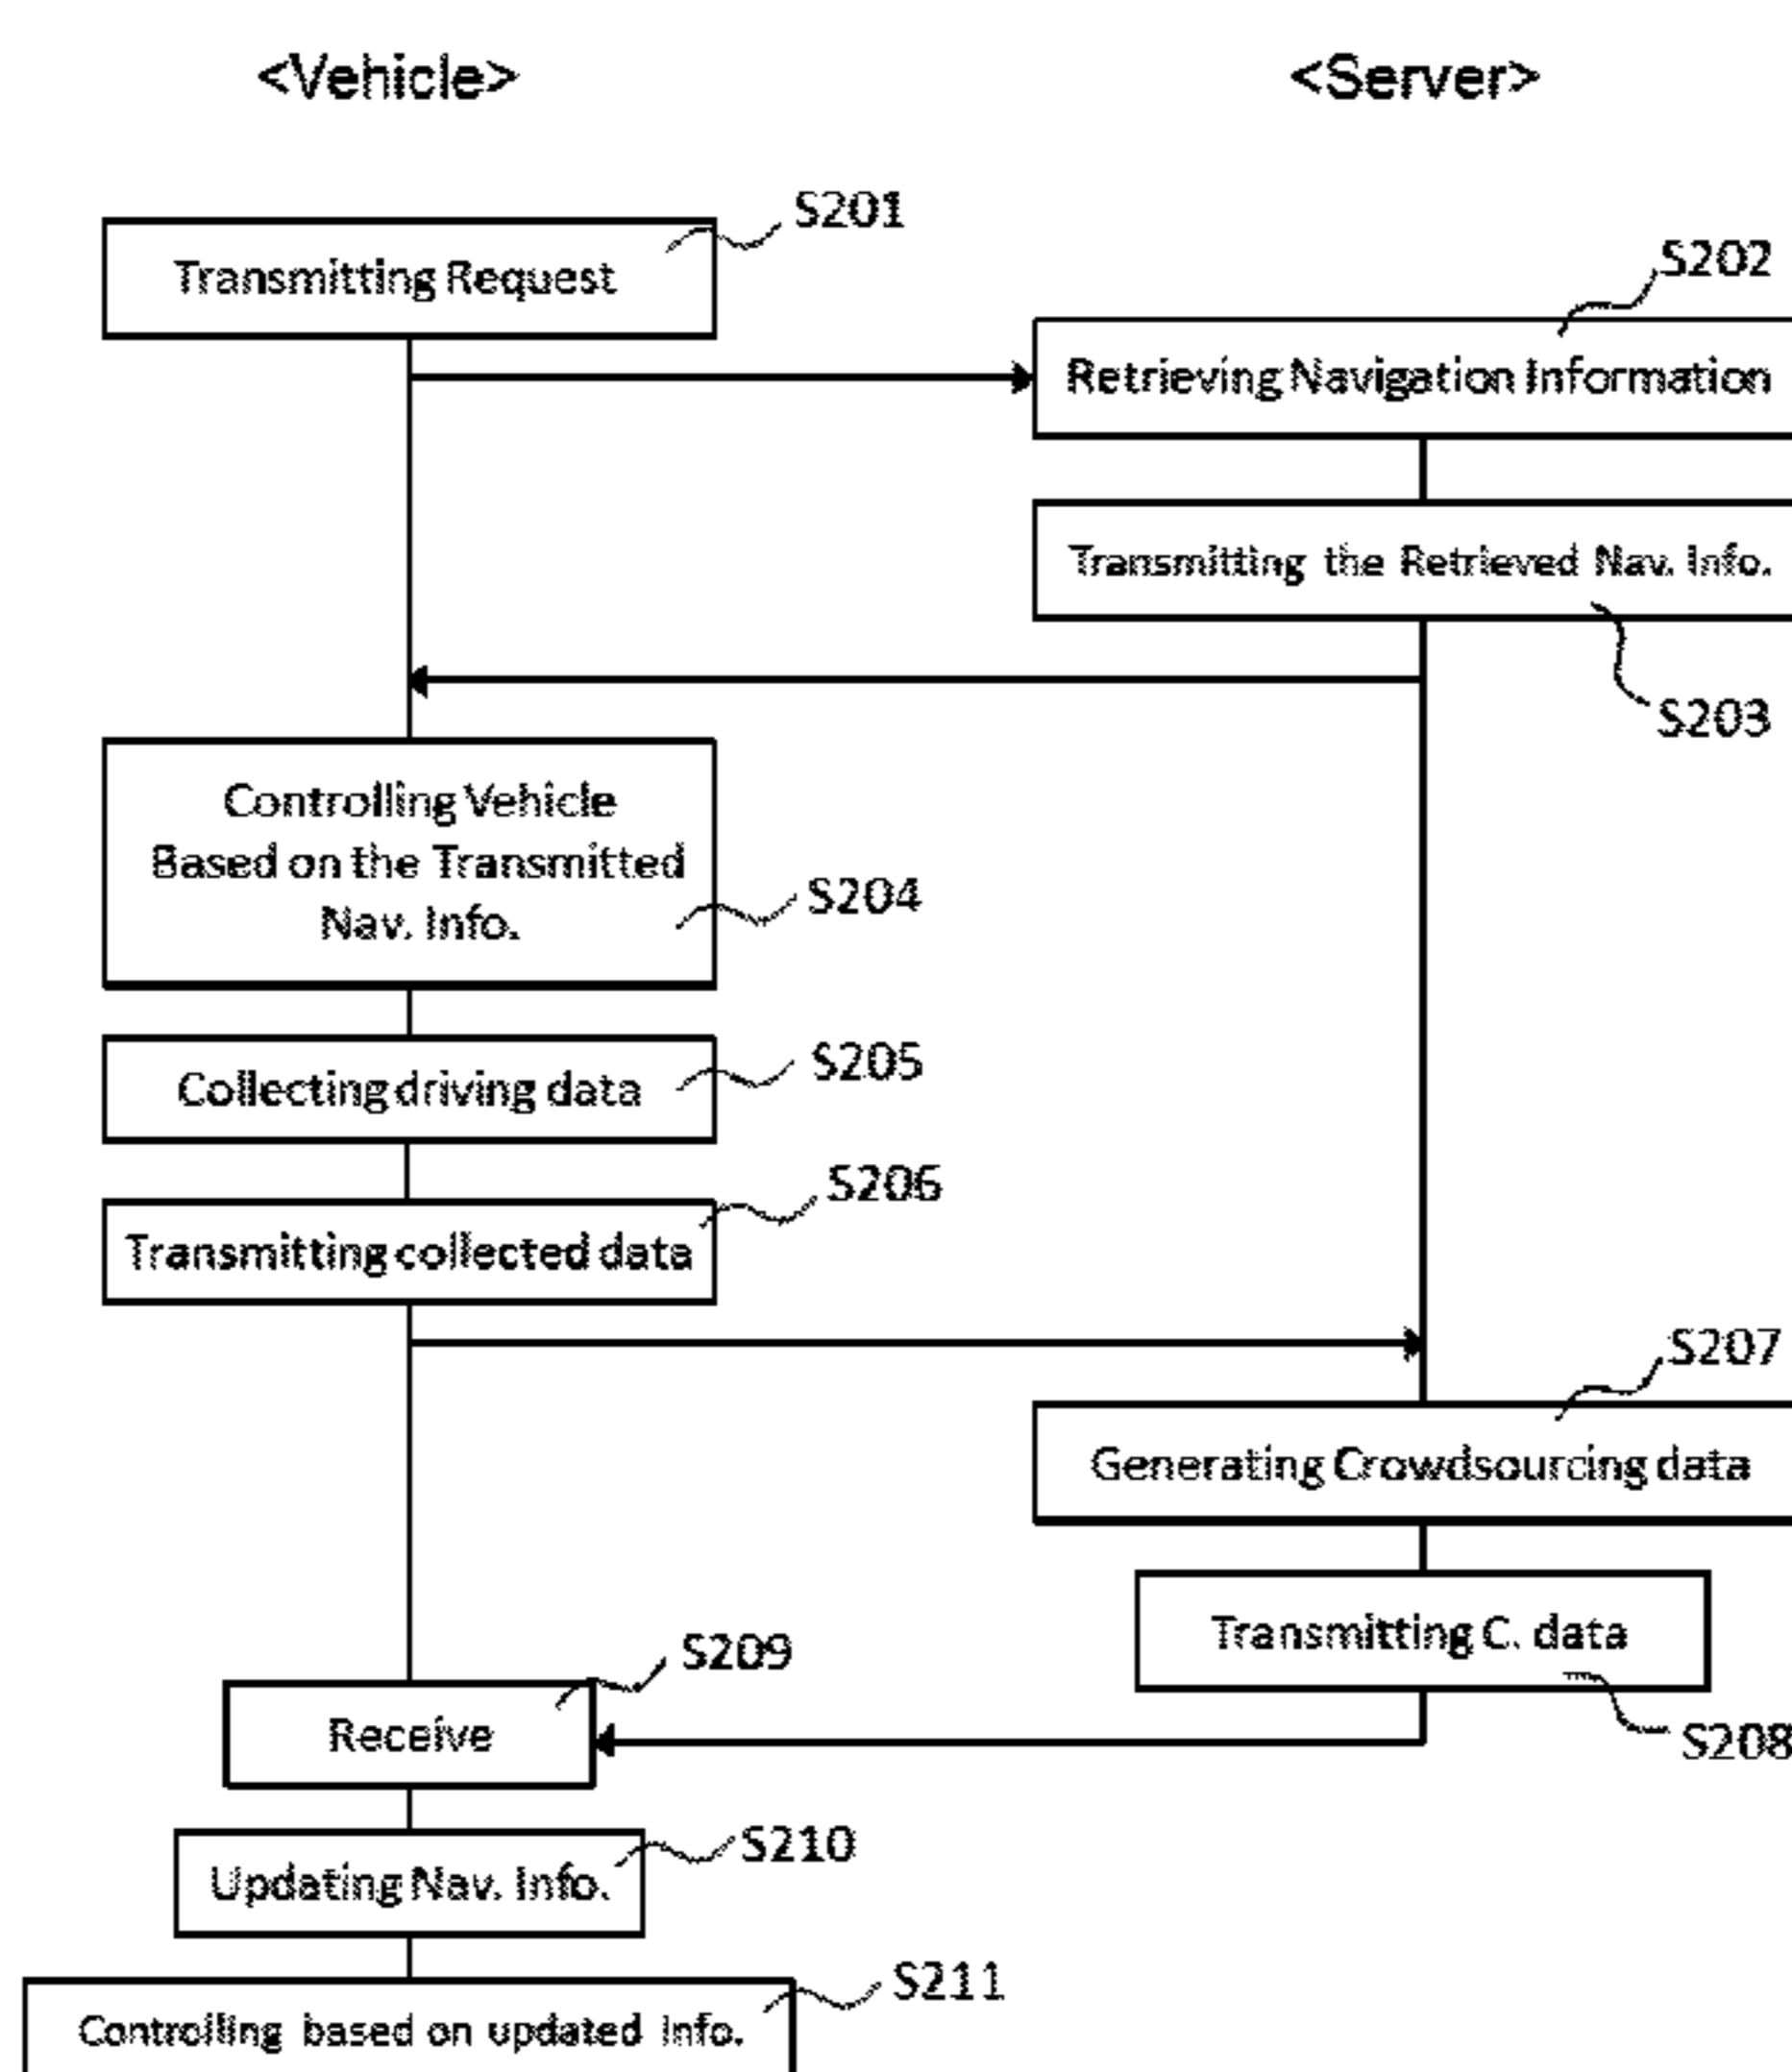 <Vehicle>
<Server>
S201
Transmitting Request
S202
Retrieving Navigation Information
Transmitting the Retrieved Nav. Info.
S203
Controlling Vehicle
Based on the Transmitted
Nav. Info.
S204
Collecting driving data
S205
S206
Transmitting collected data
S207
Generating Crowdsourcing data
Transmitting C. data
S208
S209
Receive
S210
Updating Nav. Info.
S211
Controlling based on updated Info.